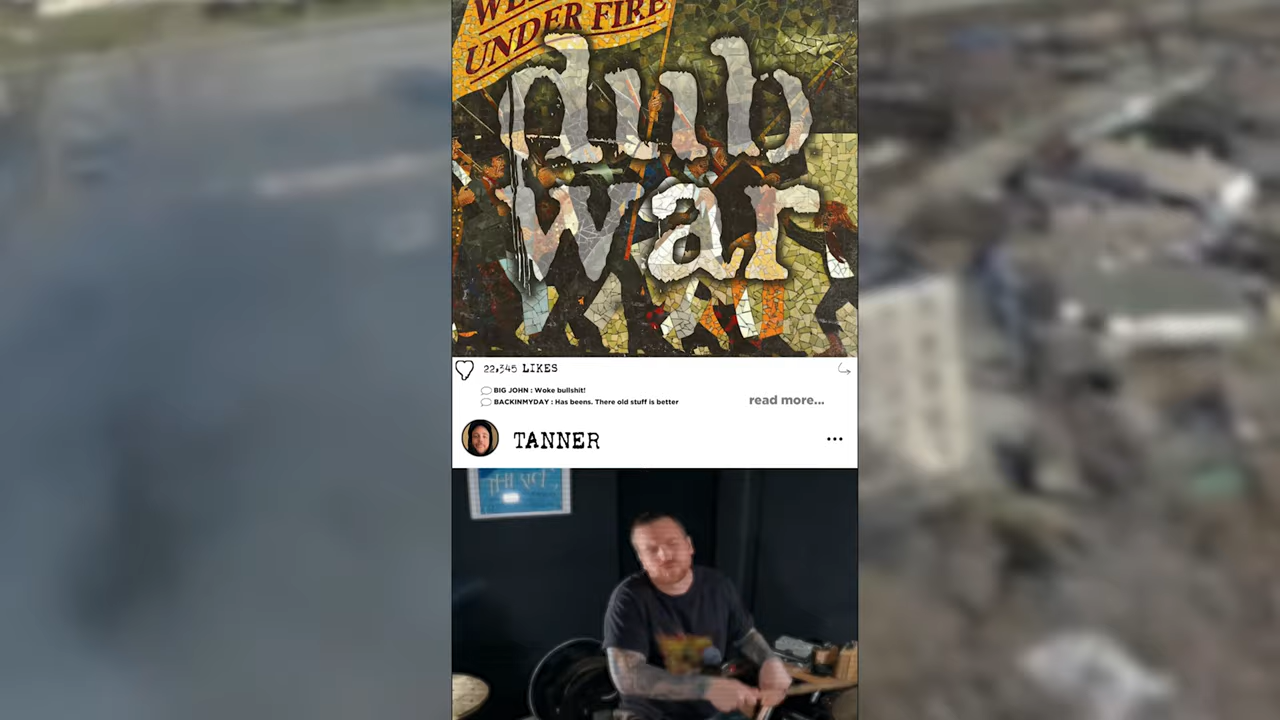 UNDER FIRE
dub
war
22,345 LIKES
BIG JOHN : Woke bullshit!
BACKINMYDAY : Has beens. There old stuff is better
read more...
TANNER